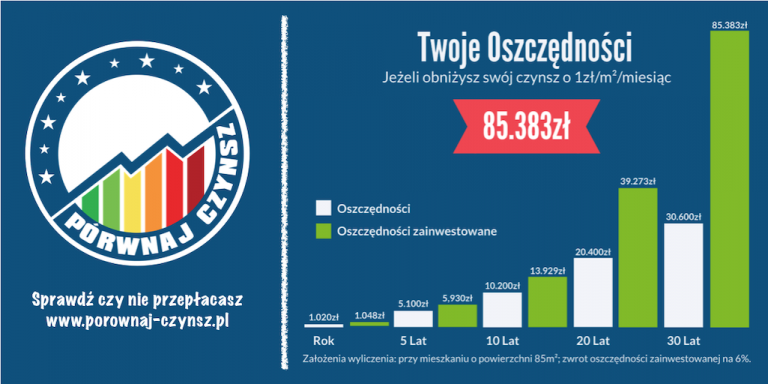 PORÓWNAJ CZYNSZ
Sprawdź czy nie przepłacasz
www.porownaj-czynsz.pl
Twoje Oszczędności
Jeżeli obniżysz swój czynsz o 1zł/m²/miesiąc
85.383zł
Oszczędności
Oszczędności zainwestowane
1.020zł
1.048zł
5.100zł
5,930zł
10.200zł
13.929zł
20.400zł
39.273zł
30.600zł
85.383zł
Rok
5 Lat
10 Lat
20 Lat
30 Lat
Założenia wyliczenia: przy mieszkaniu o powierzchni 85m²; zwrot oszczędności zainwestowanej na 6%.